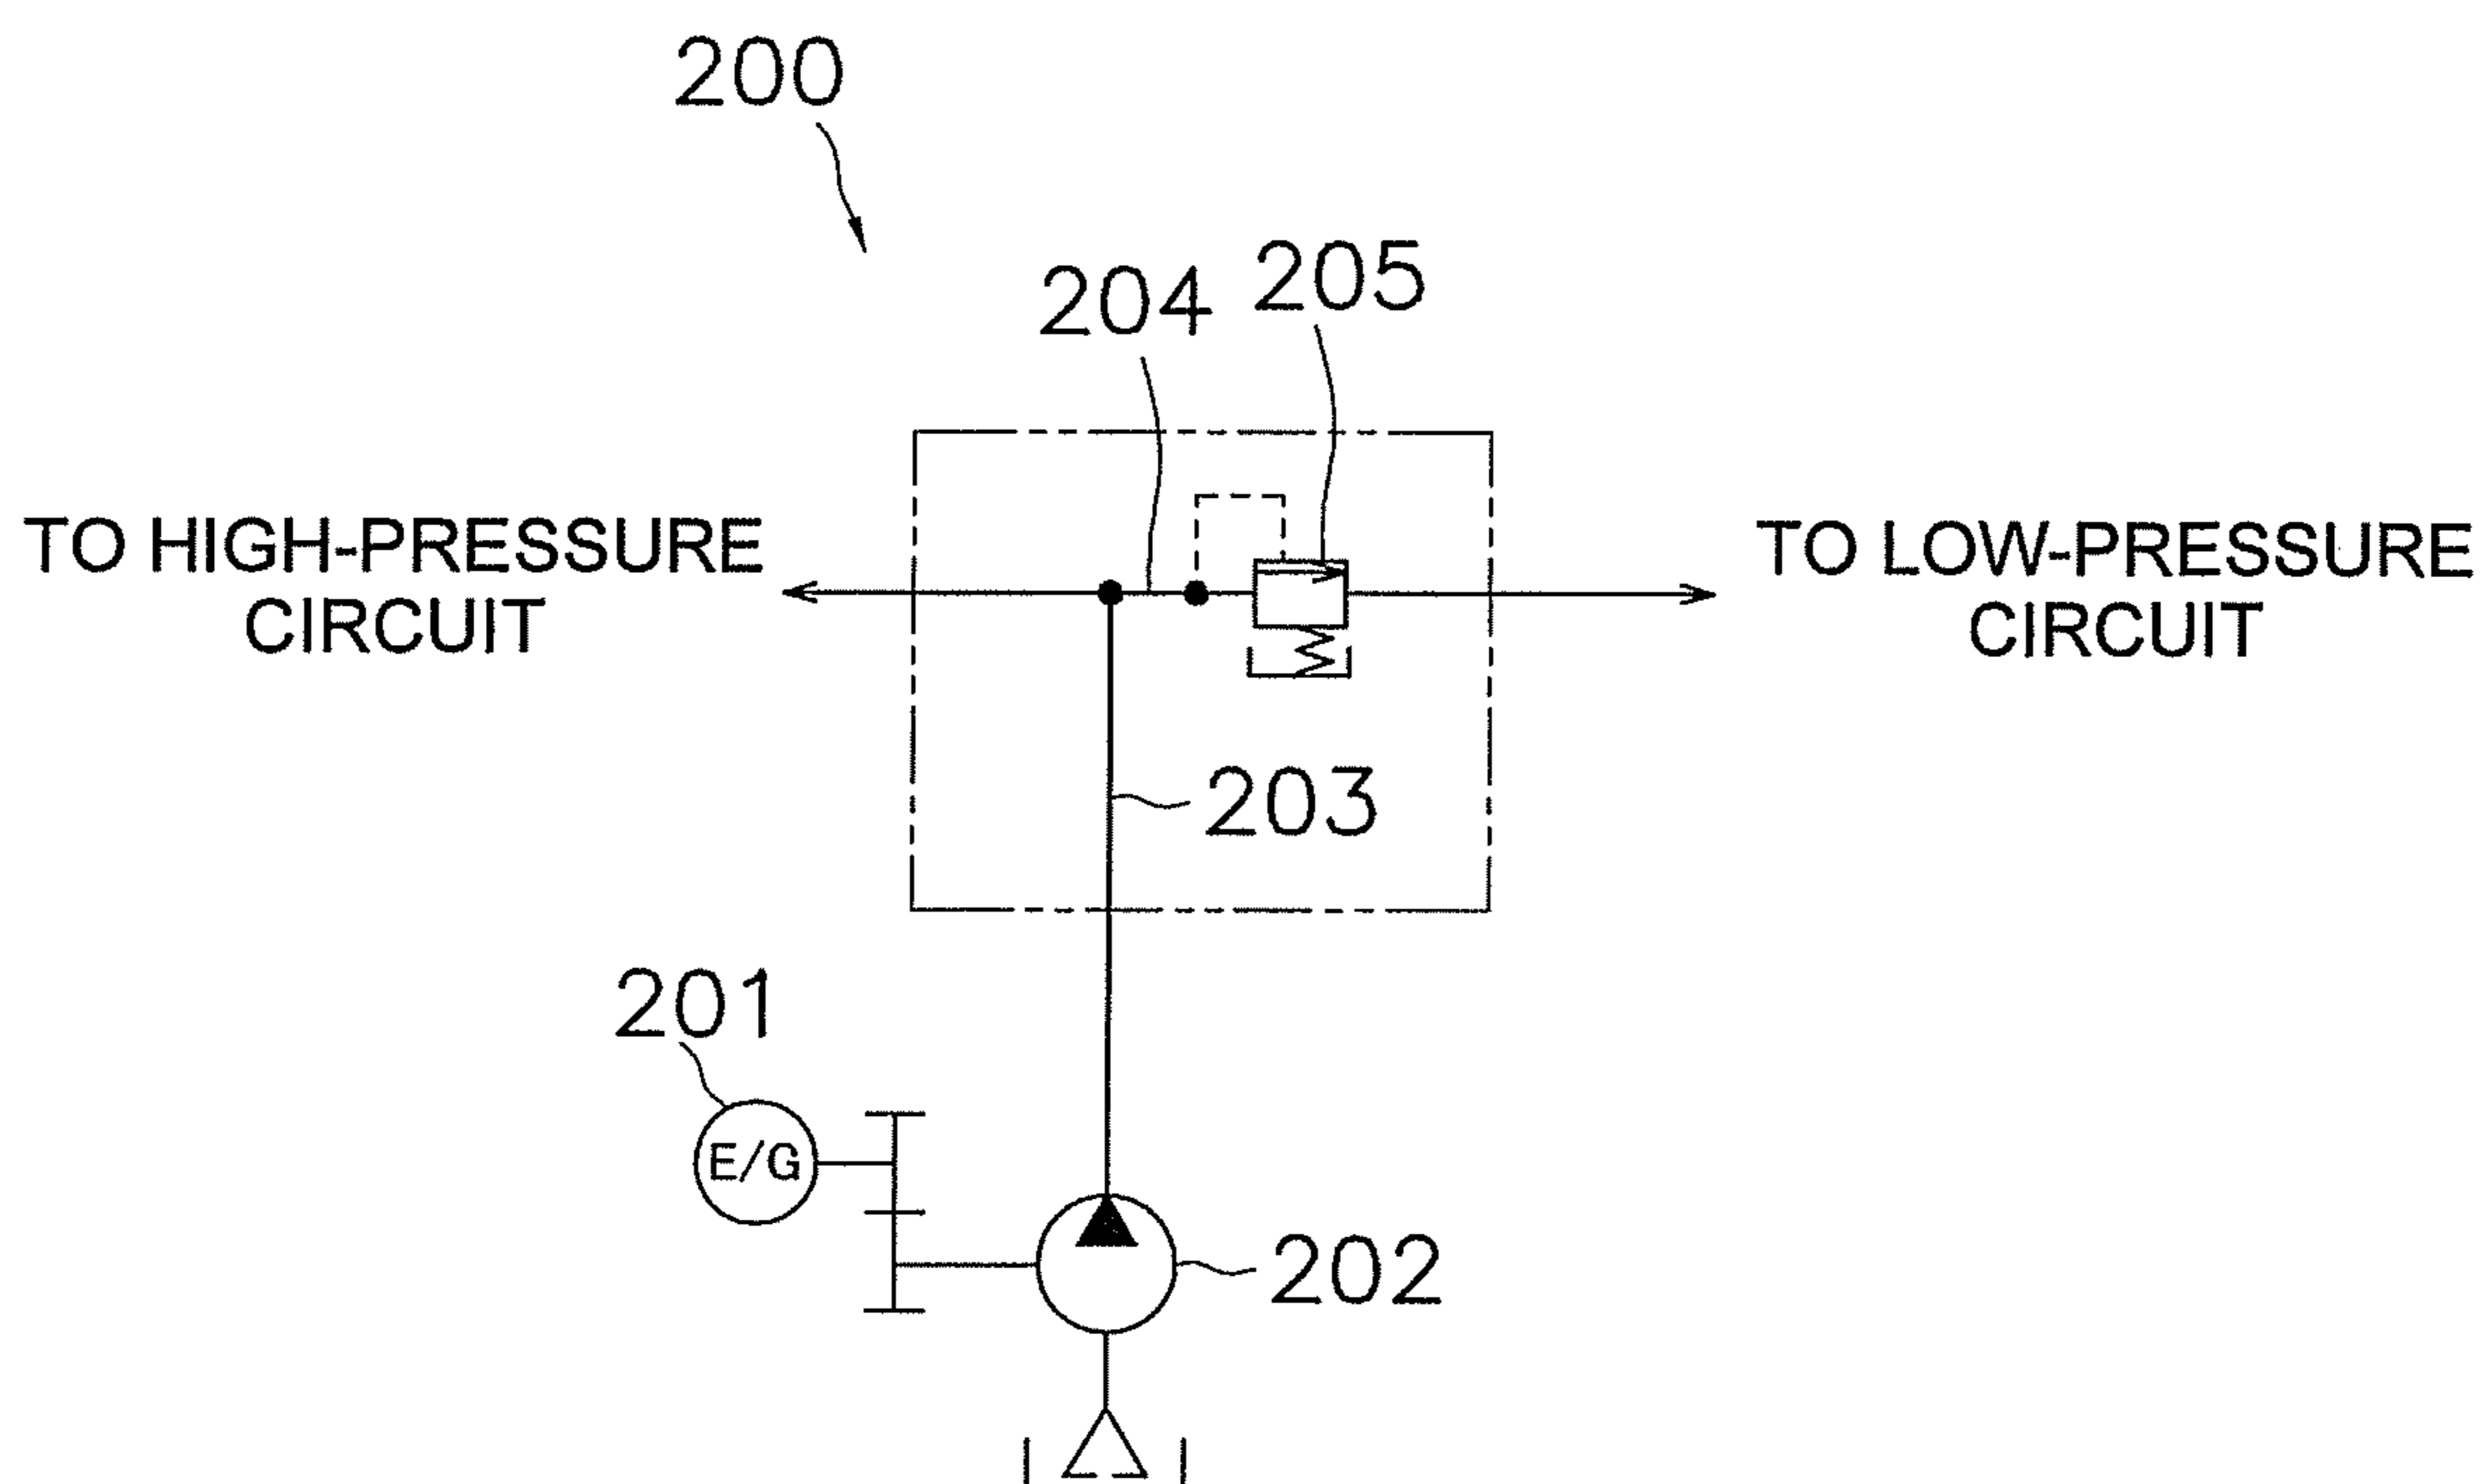 200
204 205
TO HIGH-PRESSURE
CIRCUIT
TO LOW-PRESSURE
CIRCUIT
203
201
E/G
202